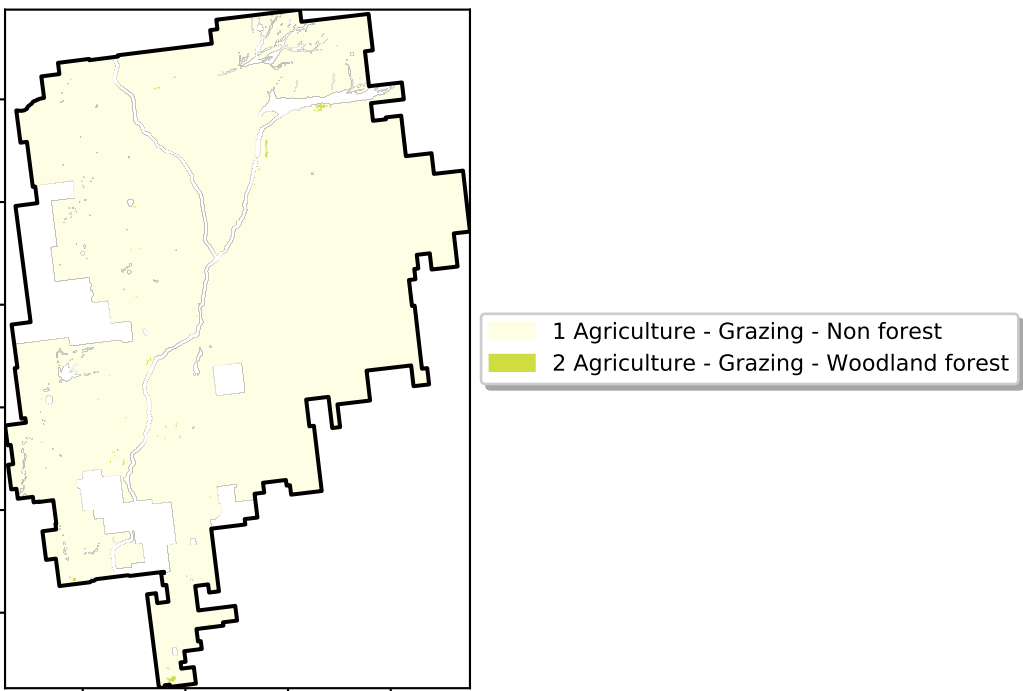 1 Agriculture - Grazing - Non forest
2 Agriculture - Grazing - Woodland forest